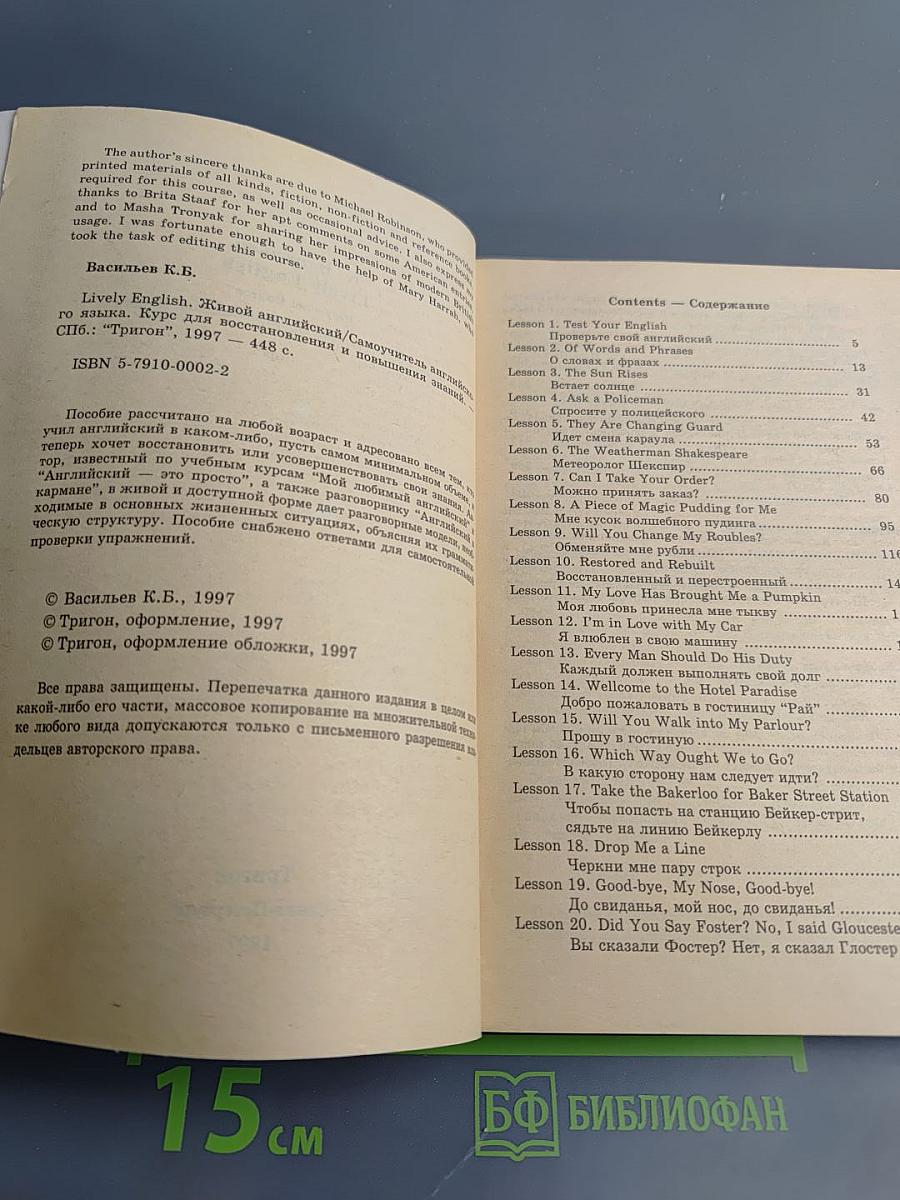 The author's sincere thanks are due to Michael Robinson, who provided
printed materials of all kinds, fiction, non-fiction and reference books
required for this course, as well as occasional advice. I also express my
thanks to Brita Staaf for her apt comments on some American entries
and to Masha Tronyak for sharing her impressions of modern British
usage. I was fortunate enough to have the help of Mary Harrah, who
took the task of editing this course.
Васильев К.Б.
Lively English. Живой английский/Самоучитель английско-
го языка. Курс для восстановления и повышения знаний. —
СПб.: "Тригон", 1997 — 448 с.
ISBN 5-7910-0002-2
Пособие рассчитано на любой возраст и адресовано всем тем, кто
учил английский в каком-либо, пусть самом минимальном объеме, и
теперь хочет восстановить или усовершенствовать свои знания. Ав-
тор, известный по учебным курсам "Мой любимый английский",
"Английский — это просто", а также разговорнику "Английский в
кармане", в живой и доступной форме дает разговорные модели, необ-
ходимые в основных жизненных ситуациях, объясняя их граммати-
ческую структуру. Пособие снабжено ответами для самостоятельной
проверки упражнений.
© Васильев К.Б., 1997
© Тригон, оформление, 1997
© Тригон, оформление обложки, 1997
Все права защищены. Перепечатка данного издания в целом или
какой-либо его части, массовое копирование на множительной техни-
ке любого вида допускаются только с письменного разрешения вла-
дельцев авторского права.
Contents — Содержание
Lesson 1. Test Your English
Проверьте свой английский 5
Lesson 2. Of Words and Phrases
О словах и фразах 13
Lesson 3. The Sun Rises
Встает солнце 31
Lesson 4. Ask a Policeman
Спросите у полицейского 42
Lesson 5. They Are Changing Guard
Идет смена караула 53
Lesson 6. The Weatherman Shakespeare
Метеоролог Шекспир 66
Lesson 7. Can I Take Your Order?
Можно принять заказ? 80
Lesson 8. A Piece of Magic Pudding for Me
Мне кусок волшебного пудинга 95
Lesson 9. Will You Change My Roubles?
Обменяйте мне рубли 116
Lesson 10. Restored and Rebuilt
Восстановленный и перестроенный 14
Lesson 11. My Love Has Brought Me a Pumpkin
Моя любовь принесла мне тыкву 1
Lesson 12. I'm in Love with My Car
Я влюблен в свою машину 1
Lesson 13. Every Man Should Do His Duty
Каждый должен выполнять свой долг
Lesson 14. Wellcome to the Hotel Paradise
Добро пожаловать в гостиницу "Рай"
Lesson 15. Will You Walk into My Parlour?
Прошу в гостиную
Lesson 16. Which Way Ought We to Go?
В какую сторону нам следует идти?
Lesson 17. Take the Bakerloo for Baker Street Station
Чтобы попасть на станцию Бейкер-стрит,
сядьте на линию Бейкерлу
Lesson 18. Drop Me a Line
Черкни мне пару строк
Lesson 19. Good-bye, My Nose, Good-bye!
До свиданья, мой нос, до свиданья!
Lesson 20. Did You Say Foster? No, I said Glouceste
Вы сказали Фостер? Нет, я сказал Глостер
15 см
БФ БИБЛИОФАН